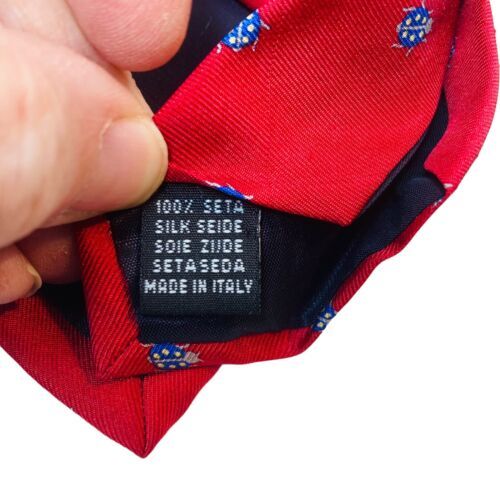 100% SETA
SILK SEIDE
SOIE ZIJDE
SETA SEDA
MADE IN ITALY